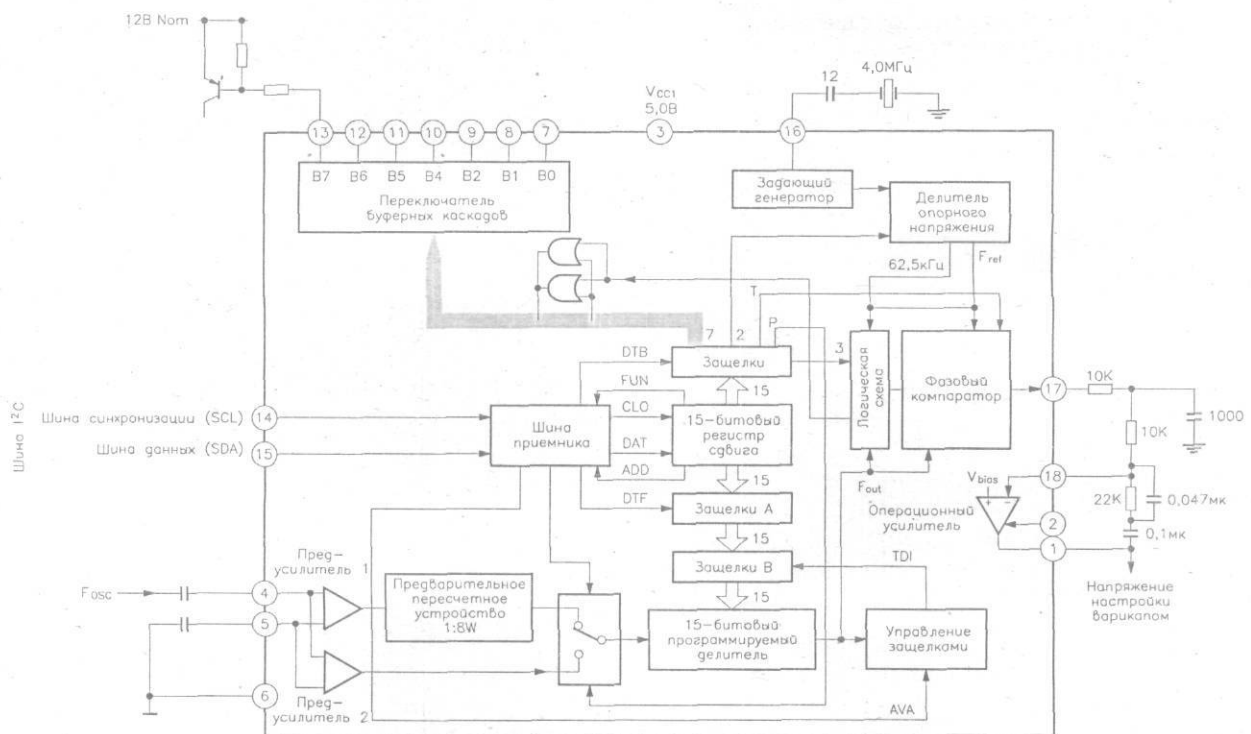 12В Nom
4,0МГц
12
Vcc1
5,0В
13
12
11
10
9
8
7
3
16
B7
B6
B5
B4
B2
B1
B0
Переключатель
буферных каскадов
Задающий
генератор
Делитель
опорного
напряжения
62,5кГц
Fref
T
P
7
2
DTB
Защелки
3
Логическая
схема
Фазовый
компаратор
17
10К
1000
FUN
15
Шина I²C
Шина синхронизации (SCL)
14
CLO
Шина
приемника
15-битовый
регистр
сдвига
Шина данных (SDA)
15
DAT
ADD
10К
15
Fout
Vbias
18
DTF
Защелки А
22К
0,047мк
Операционный
усилитель
+
−
2
15
0,1мк
1
TDI
Защелки В
Пред-
усилитель 1
Предварительное
пересчетное
устройство
1:8W
15
Напряжение
настройки
варикапом
Fosc
4
5
15-битовый
программируемый
делитель
Управление
защелками
6
Пред-
усилитель 2
AVA